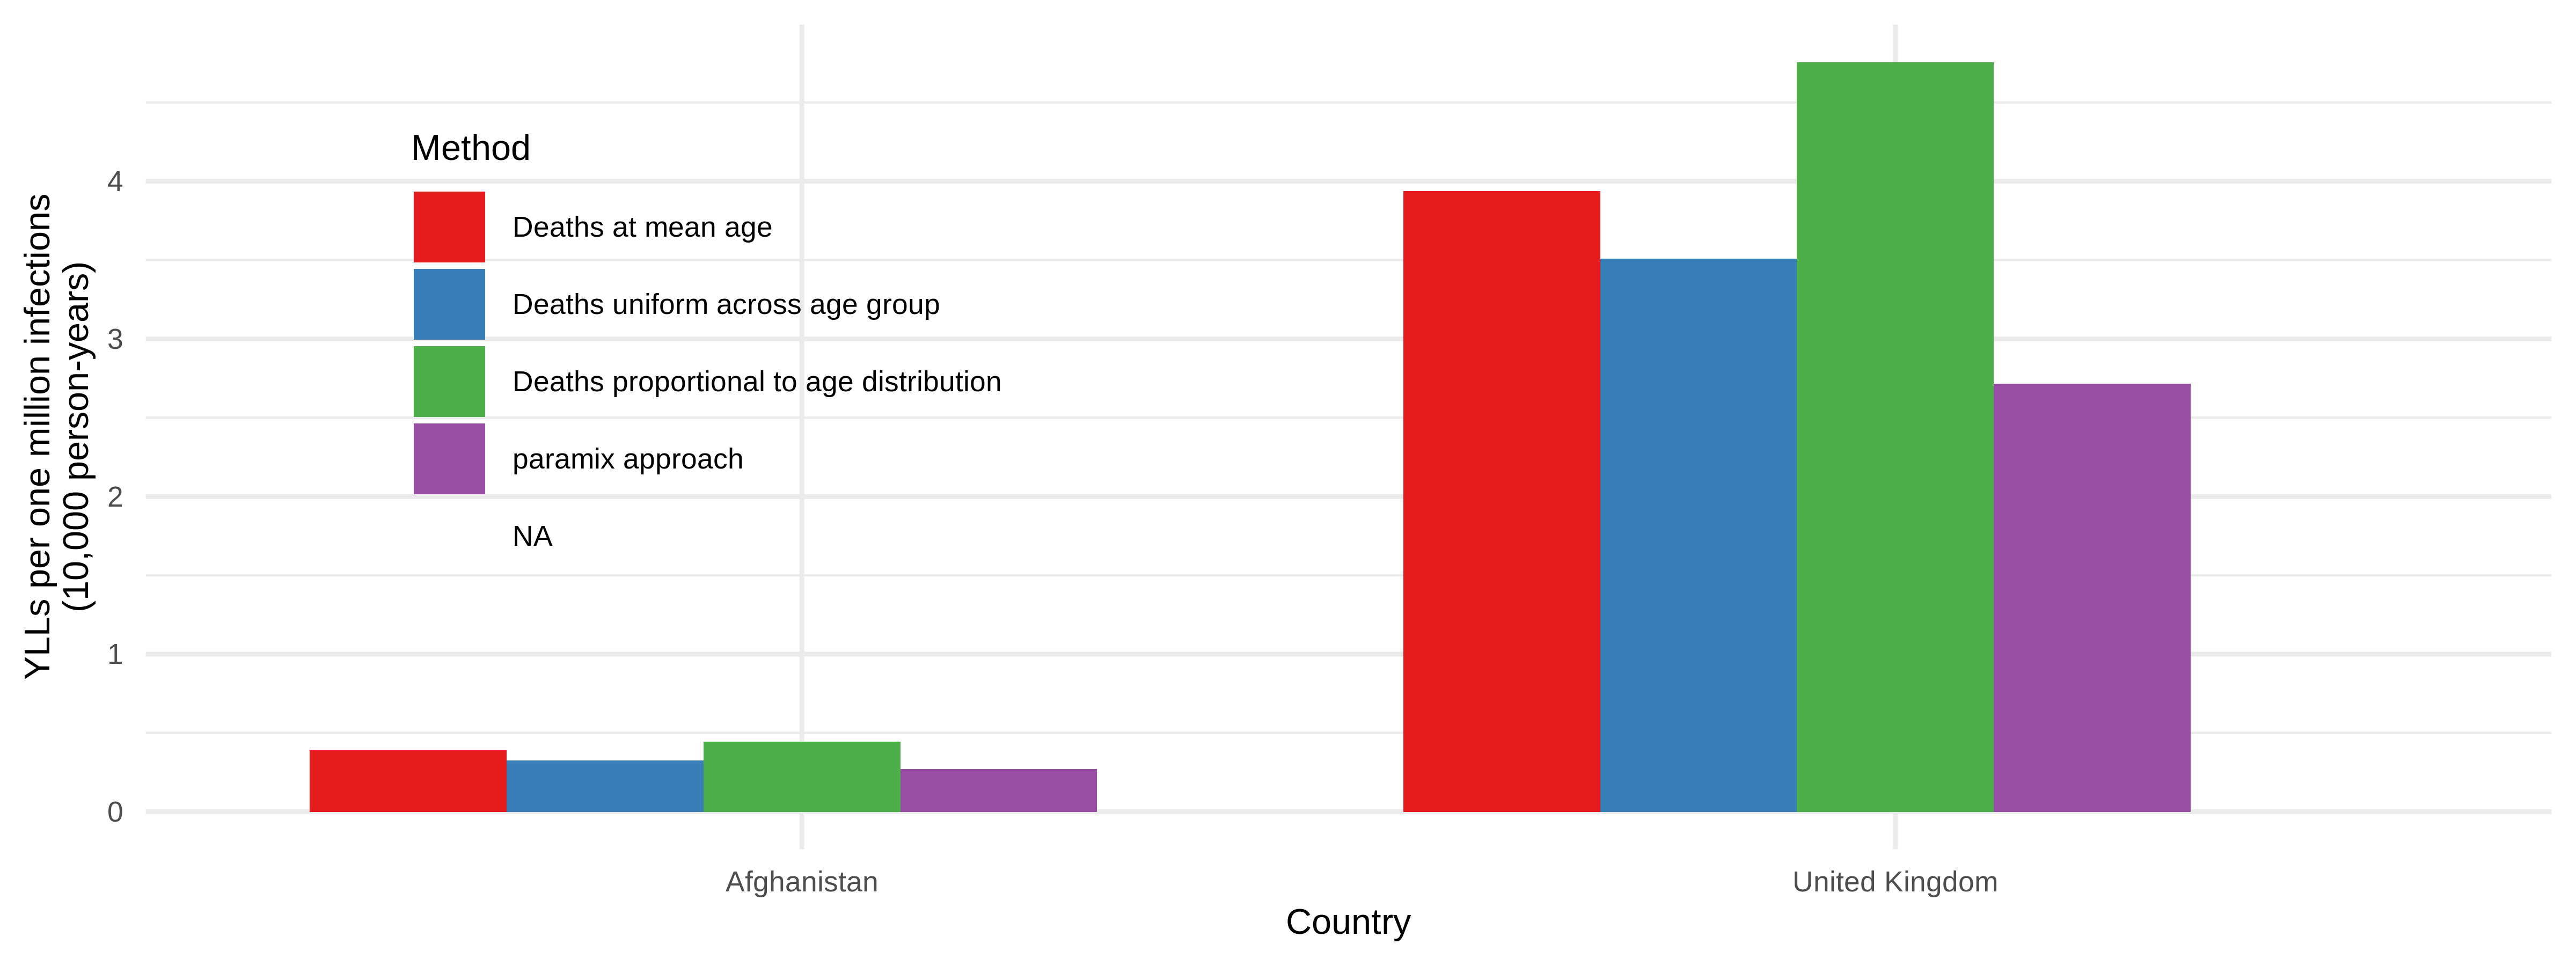 YLLs per one million infections
(10,000 person-years)
4
3
2
1
0
Method
Deaths at mean age
Deaths uniform across age group
Deaths proportional to age distribution
paramix approach
NA
Afghanistan
United Kingdom
Country